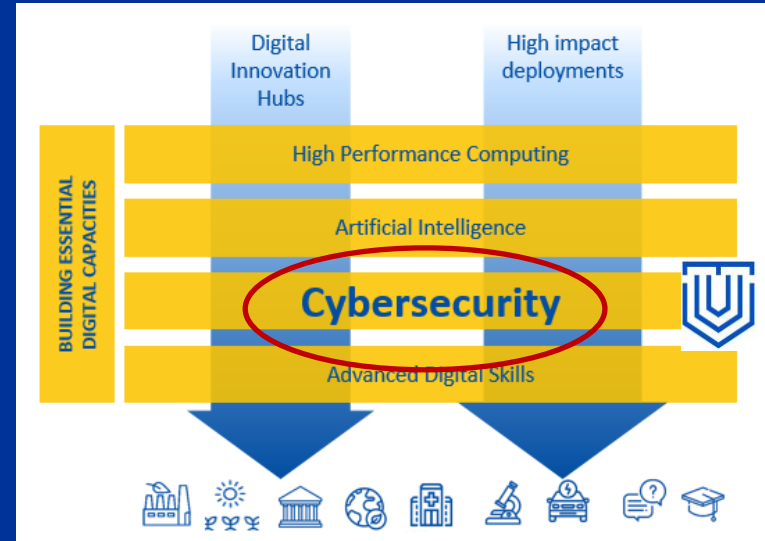 Digital
Innovation
Hubs
High impact
deployments
BUILDING ESSENTIAL
DIGITAL CAPACITIES
High Performance Computing
Artificial Intelligence
Cybersecurity
Advanced Digital Skills